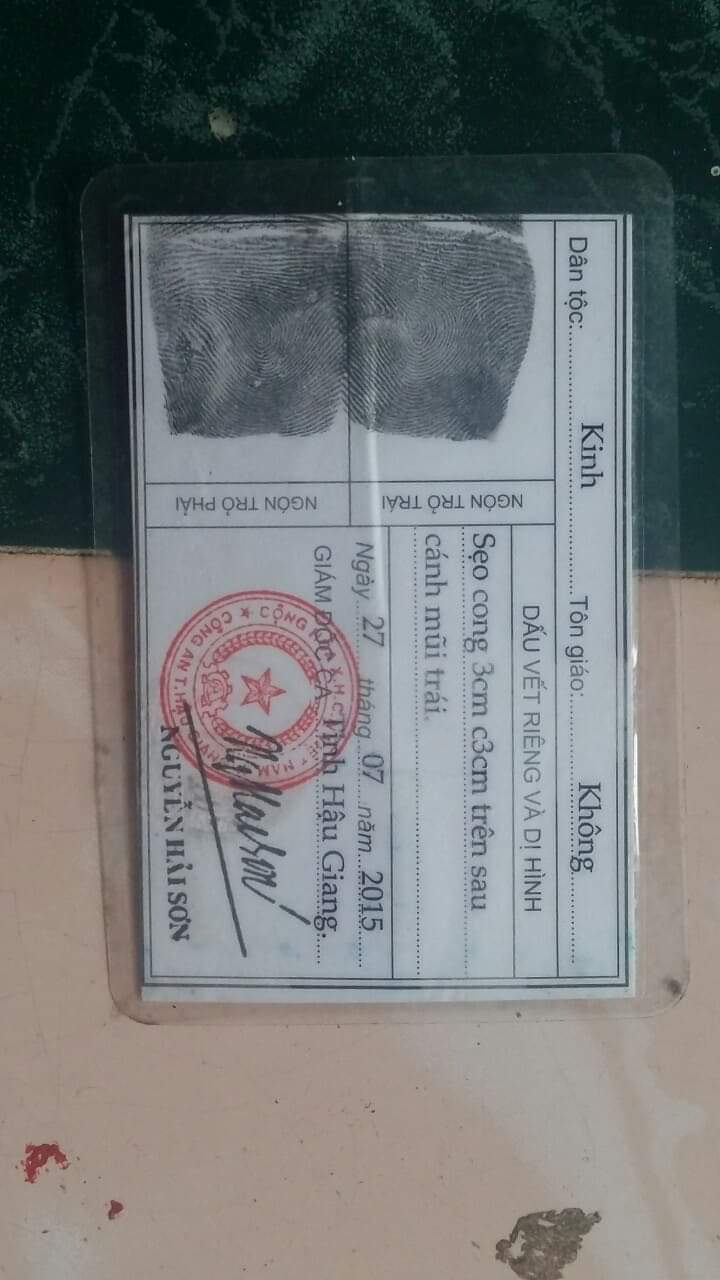 Dân tộc: Kinh Tôn giáo: Không
DẤU VẾT RIÊNG VÀ DỊ HÌNH
Sẹo cong 3cm c3cm trên sau
cánh mũi trái.
Ngày 27 tháng 07 năm 2015
GIÁM ĐỐC CA Tỉnh Hậu Giang.
NGUYỄN HẢI SƠN
NGÓN TRỎ TRÁI
NGÓN TRỎ PHẢI
CÔNG AN T.HẬU